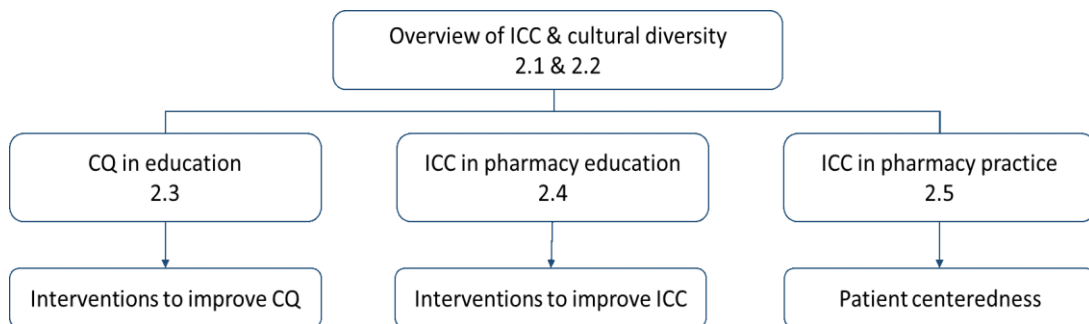 Overview of ICC & cultural diversity
2.1 & 2.2
CQ in education
2.3
ICC in pharmacy education
2.4
ICC in pharmacy practice
2.5
Interventions to improve CQ
Interventions to improve ICC
Patient centeredness